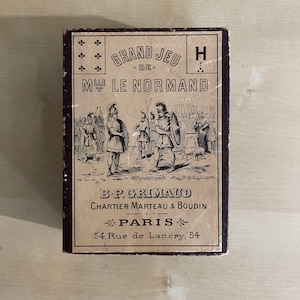 GRAND JEU
H
DE
MLLE LE NORMAND
B·P·GRIMAUD
CHARTIER MARTEAU & BOUDIN
PARIS
54 Rue de Lancry, 54